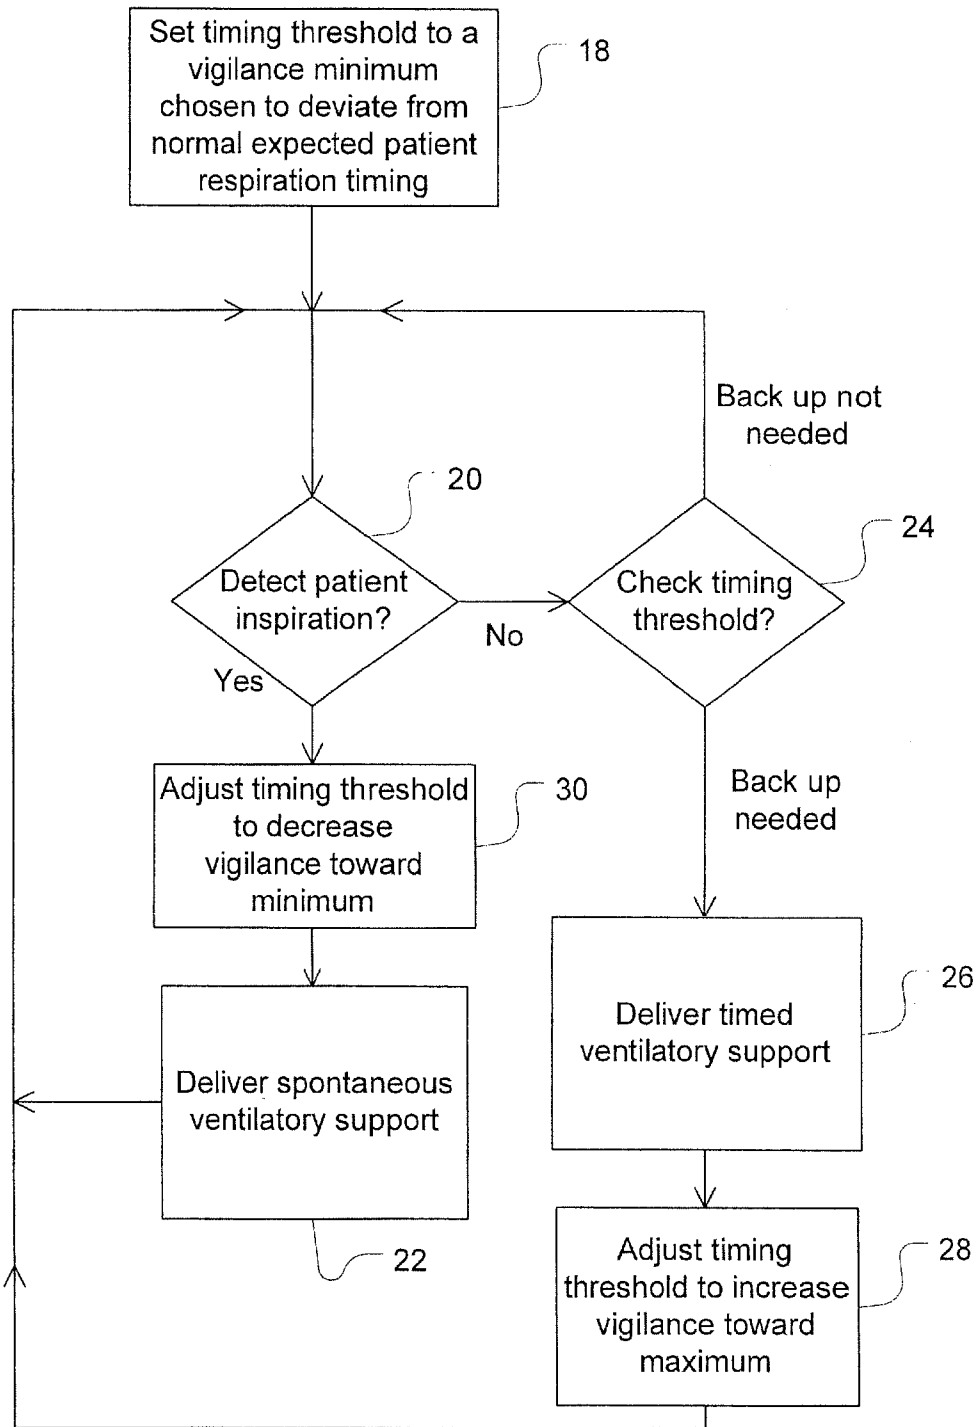 Set timing threshold to a
vigilance minimum
chosen to deviate from
normal expected patient
respiration timing
18
Back up not
needed
20
24
Detect patient
inspiration?
Check timing
threshold?
No
Yes
Adjust timing threshold
to decrease
vigilance toward
minimum
30
Back up
needed
26
Deliver timed
ventilatory support
Deliver spontaneous
ventilatory support
22
Adjust timing
threshold to increase
vigilance toward
maximum
28